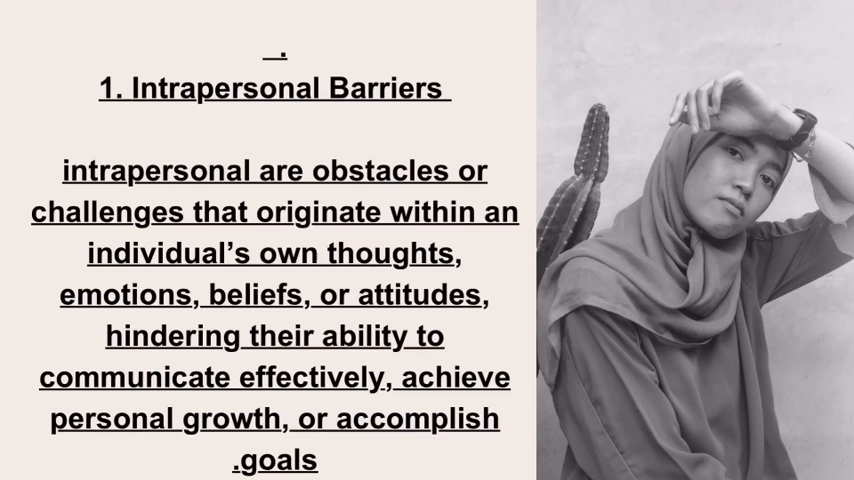 .
1. Intrapersonal Barriers
intrapersonal are obstacles or
challenges that originate within an
individual’s own thoughts,
emotions, beliefs, or attitudes,
hindering their ability to
communicate effectively, achieve
personal growth, or accomplish
.goals